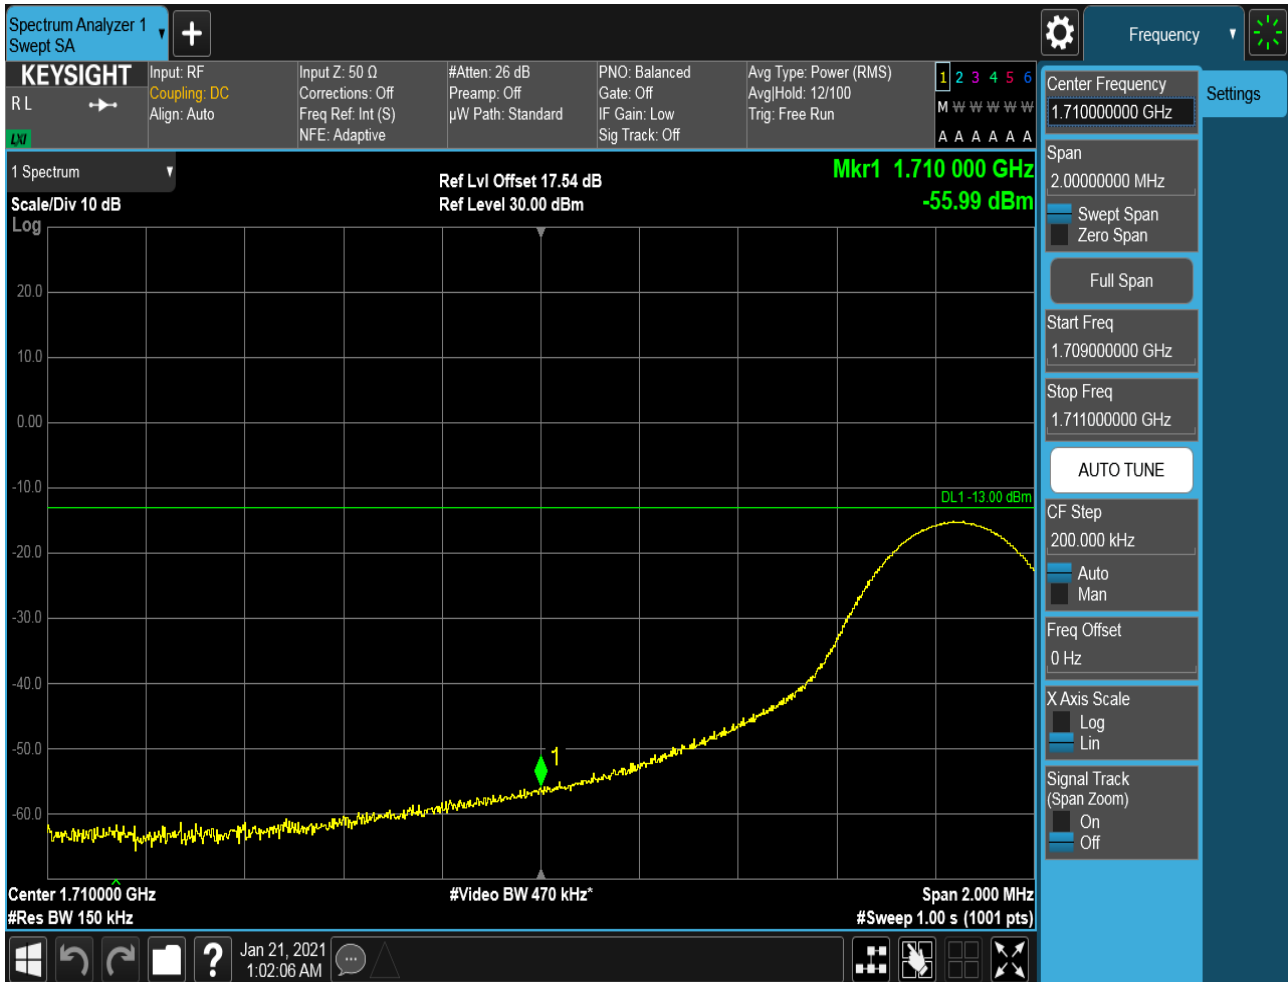 Spectrum Analyzer 1
Swept SA
+
Frequency
KEYSIGHT
R L
LXI
Input: RF
Coupling: DC
Align: Auto
Input Z: 50 Ω
Corrections: Off
Freq Ref: Int (S)
NFE: Adaptive
#Atten: 26 dB
Preamp: Off
µW Path: Standard
PNO: Balanced
Gate: Off
IF Gain: Low
Sig Track: Off
Avg Type: Power (RMS)
Avg|Hold: 12/100
Trig: Free Run
1 2 3 4 5 6
M W W W W W
A A A A A A
1 Spectrum
Scale/Div 10 dB
Log
Ref Lvl Offset 17.54 dB
Ref Level 30.00 dBm
Mkr1 1.710 000 GHz
-55.99 dBm
20.0
10.0
0.00
-10.0
DL1 -13.00 dBm
-20.0
-30.0
-40.0
-50.0
1
-60.0
Center 1.710000 GHz
#Res BW 150 kHz
#Video BW 470 kHz*
Span 2.000 MHz
#Sweep 1.00 s (1001 pts)
?
Jan 21, 2021
1:02:06 AM
Center Frequency
1.710000000 GHz
Settings
Span
2.00000000 MHz
Swept Span
Zero Span
Full Span
Start Freq
1.709000000 GHz
Stop Freq
1.711000000 GHz
AUTO TUNE
CF Step
200.000 kHz
Auto
Man
Freq Offset
0 Hz
X Axis Scale
Log
Lin
Signal Track
(Span Zoom)
On
Off